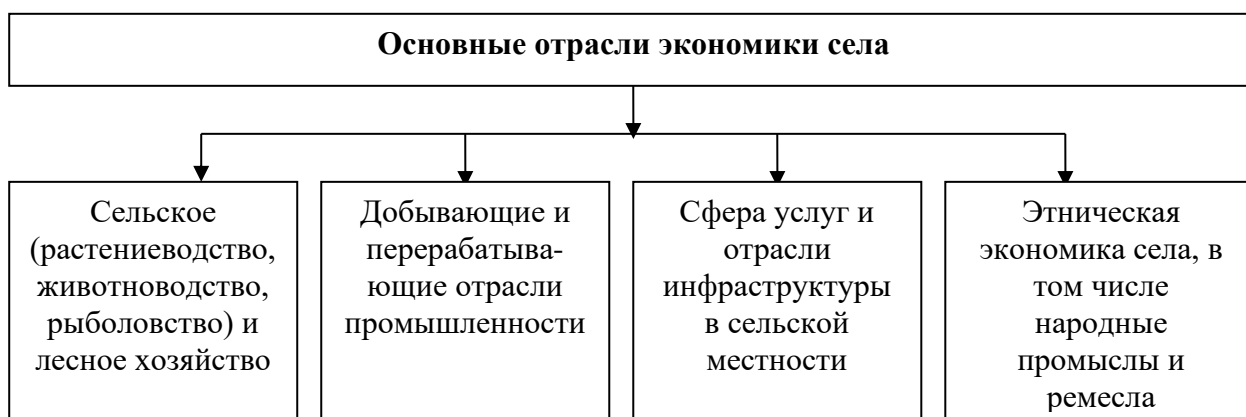 Основные отрасли экономики села
Сельское
(растениеводство,
животноводство,
рыболовство) и
лесное хозяйство
Добывающие и
перерабатыва-
ющие отрасли
промышленности
Сфера услуг и
отрасли
инфраструктуры
в сельской
местности
Этническая
экономика села, в
том числе
народные
промыслы и
ремесла